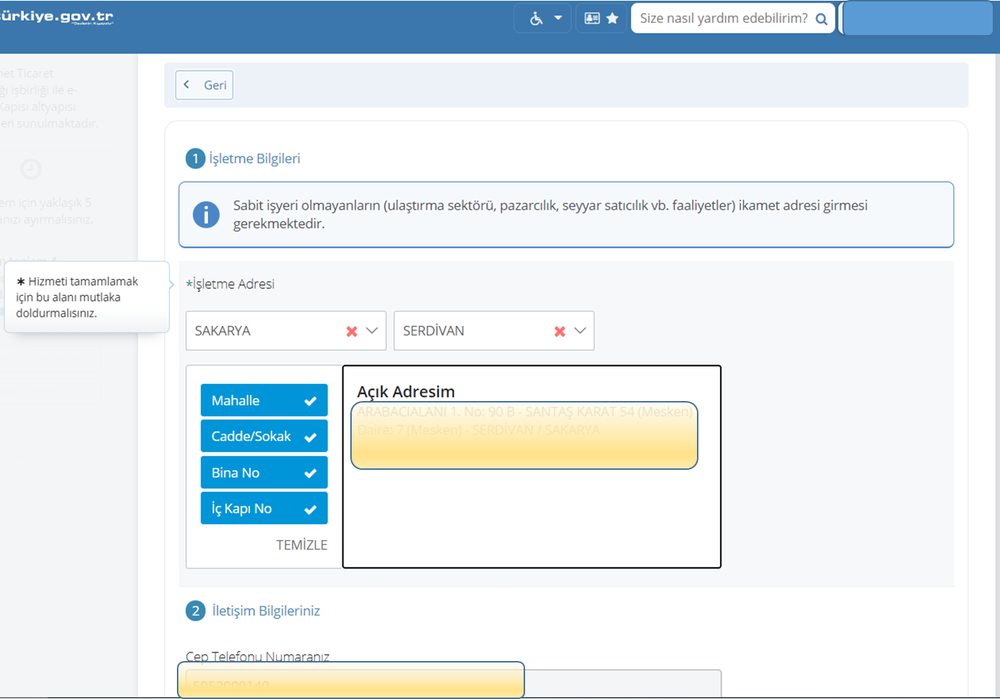 türkiye.gov.tr
"Devletin Kısayolu"
Size nasıl yardım edebilirim?
net Ticaret
ğı işbirliği ile e-
Kapısı altyapısı
en sunulmaktadır.
em için yaklaşık 5
anızı ayırmalısınız.
Geri
1 İşletme Bilgileri
Sabit işyeri olmayanların (ulaştırma sektörü, pazarcılık, seyyar satıcılık vb. faaliyetler) ikamet adresi girmesi
gerekmektedir.
* Hizmeti tamamlamak
için bu alanı mutlaka
doldurmalısınız.
*İşletme Adresi
SAKARYA
SERDİVAN
Mahalle
Cadde/Sokak
Bina No
İç Kapı No
TEMİZLE
Açık Adresim
ARABACIALANI 1. No: 90 B - SANTAŞ KARAT 54 (Mesken)
Daire: 7 (Mesken) - SERDİVAN / SAKARYA
2 İletişim Bilgileriniz
Cep Telefonu Numaranız